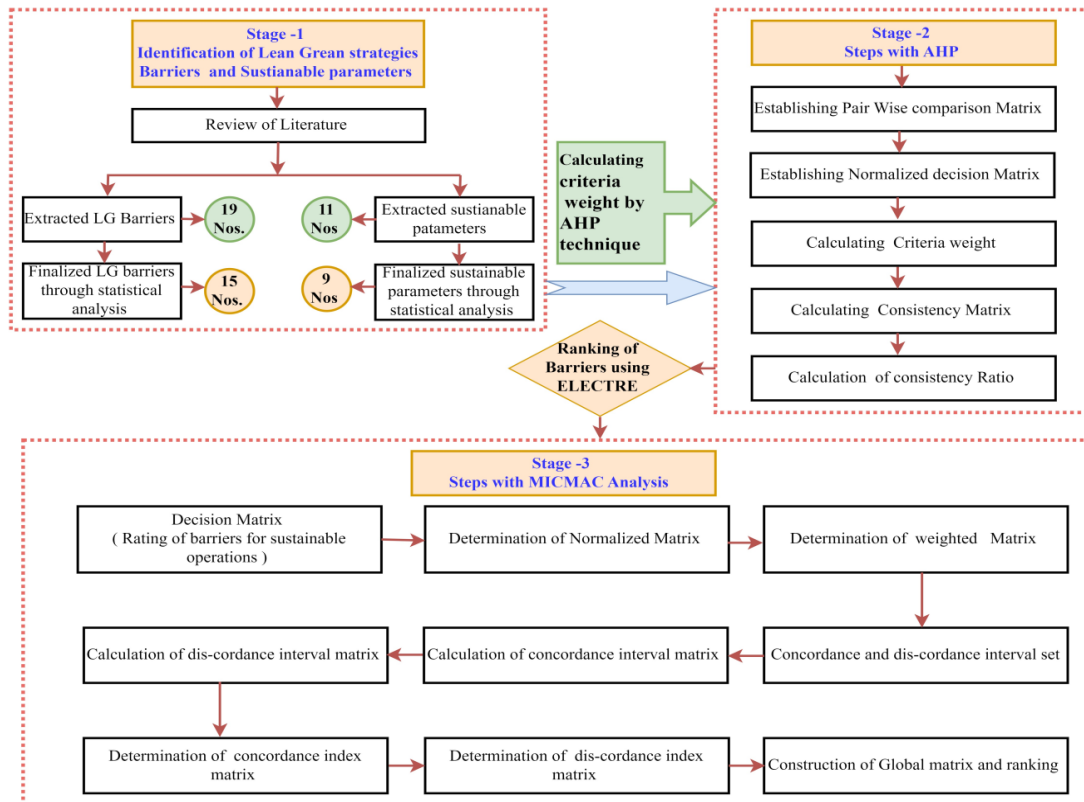 Stage -1
Identification of Lean Grean strategies
Barriers and Sustianable parameters
Review of Literature
Extracted LG Barriers
19
Nos.
11
Nos
Extracted sustianable
patameters
Finalized LG barriers
through statistical
analysis
15
Nos.
9
Nos
Finalized sustainable
parameters through
statistical analysis
Calculating
criteria
weight by
AHP
technique
Stage -2
Steps with AHP
Establishing Pair Wise comparison Matrix
Establishing Normalized decision Matrix
Calculating Criteria weight
Calculating Consistency Matrix
Calculation of consistency Ratio
Ranking of
Barriers using
ELECTRE
Stage -3
Steps with MICMAC Analysis
Decision Matrix
( Rating of barriers for sustainable
operations )
Determination of Normalized Matrix
Determination of weighted Matrix
Calculation of dis-cordance interval matrix
Calculation of concordance interval matrix
Concordance and dis-cordance interval set
Determination of concordance index
matrix
Determination of dis-cordance index
matrix
Construction of Global matrix and ranking